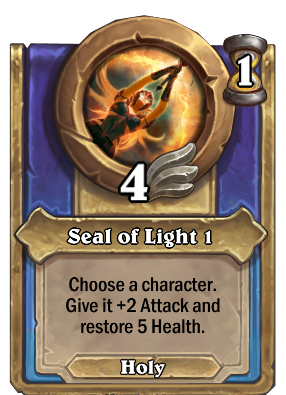 1
4
Seal of Light 1
Choose a character.
Give it +2 Attack and
restore 5 Health.
Holy